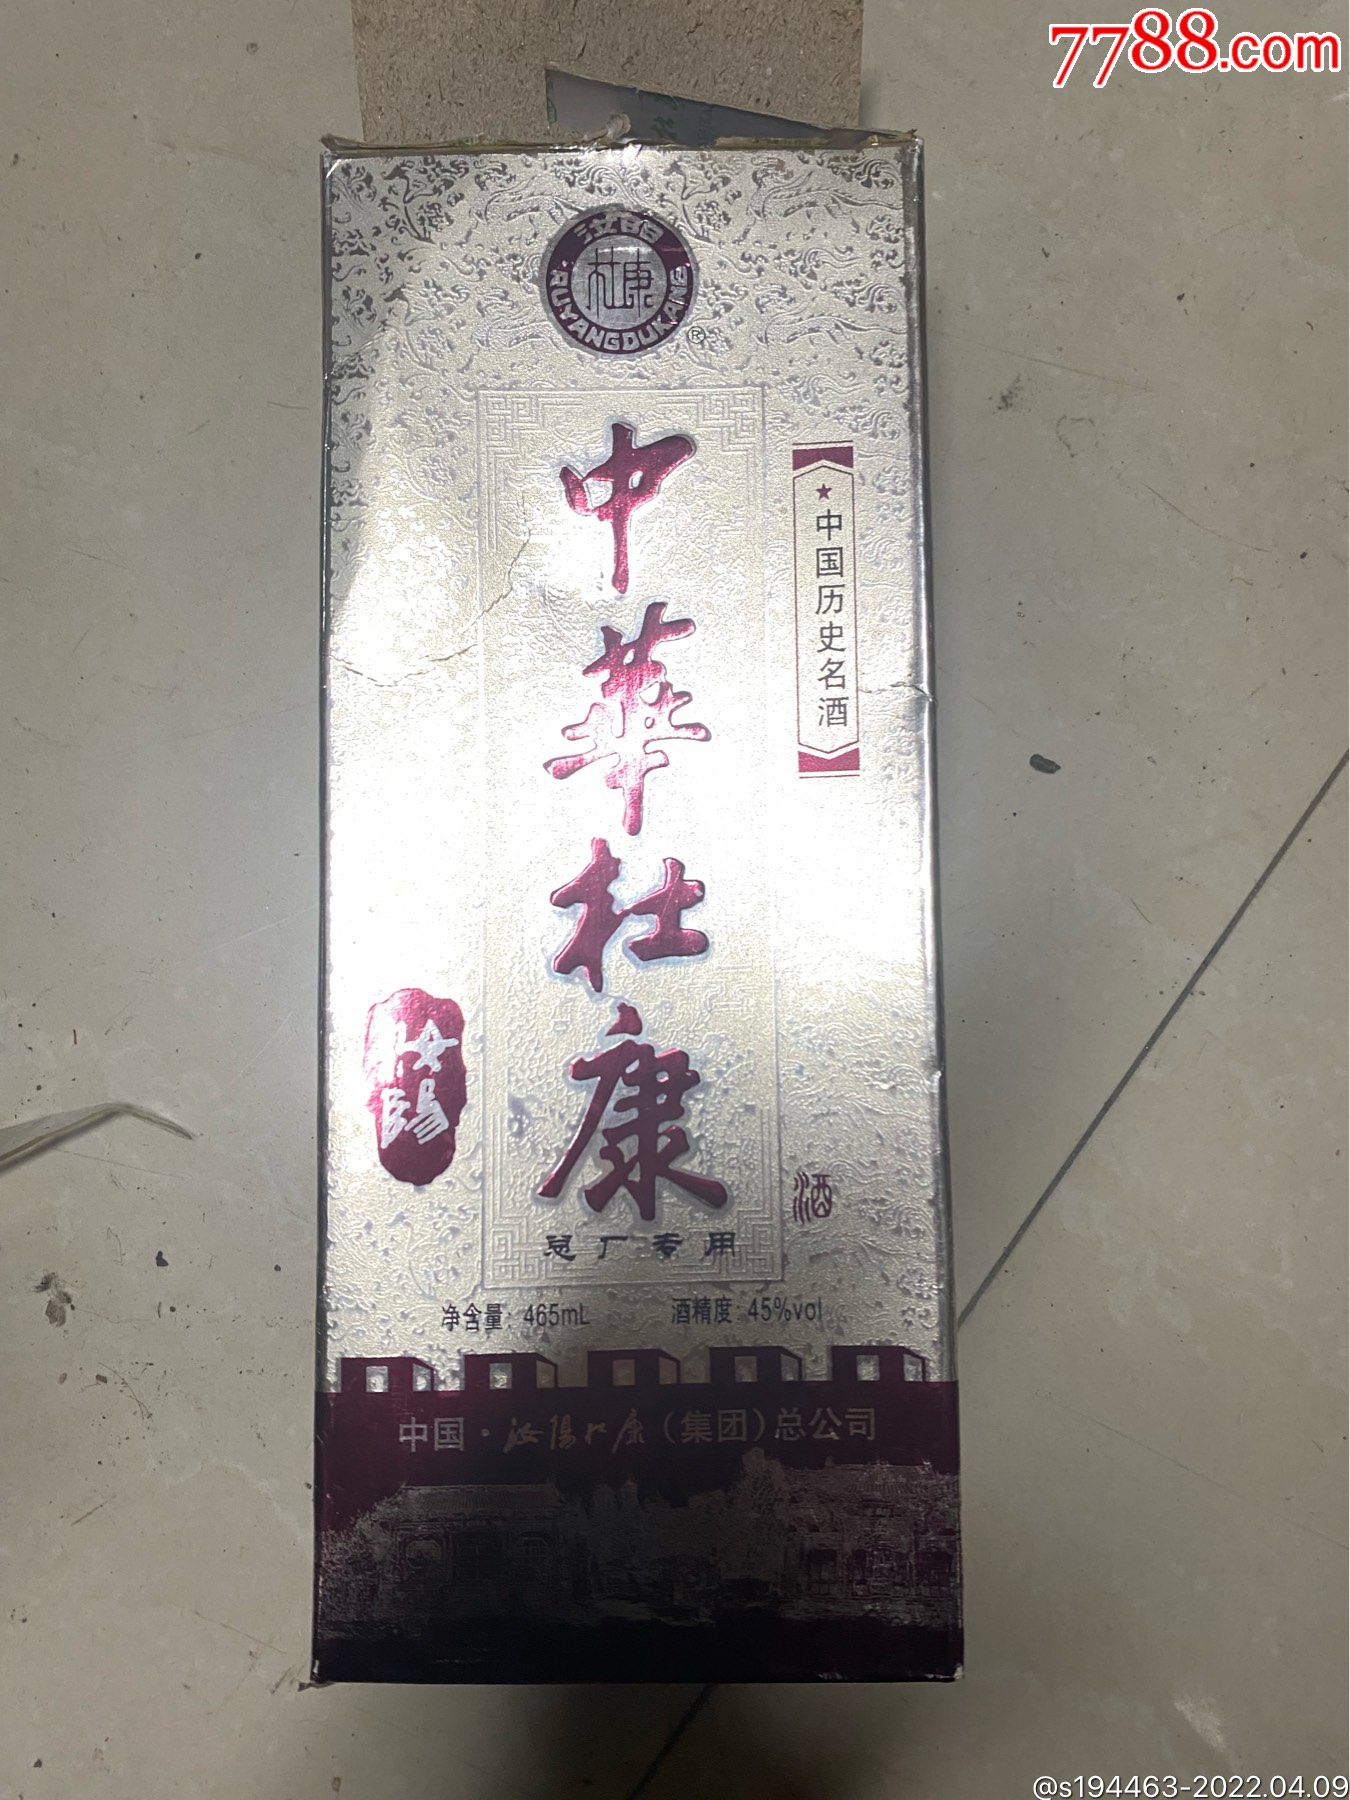 7788.com
汝阳
杜康
RUYANGDUKANG
®
中華杜康
★中国历史名酒
汝陽
酒
总厂专用
净含量: 465mL 酒精度: 45%vol
中国·汝陽杜康(集团)总公司
@s194463-2022.04.09